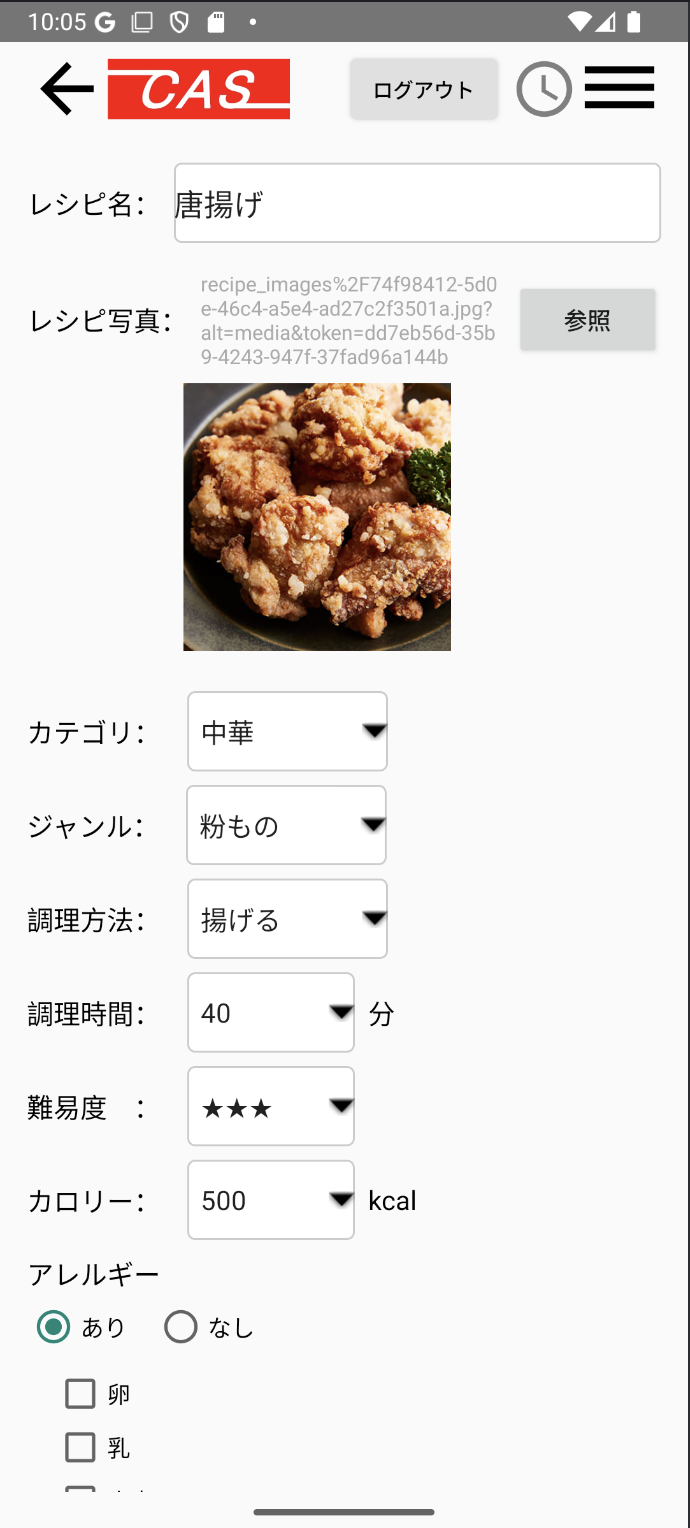 10:05
CAS
ログアウト
レシピ名：
唐揚げ
レシピ写真：
recipe_images%2F74f98412-5d0
e-46c4-a5e4-ad27c2f3501a.jpg?
alt=media&token=dd7eb56d-35b
9-4243-947f-37fad96a144b
参照
カテゴリ：
中華
ジャンル：
粉もの
調理方法：
揚げる
調理時間：
40
分
難易度　：
★★★
カロリー：
500
kcal
アレルギー
あり
なし
卵
乳